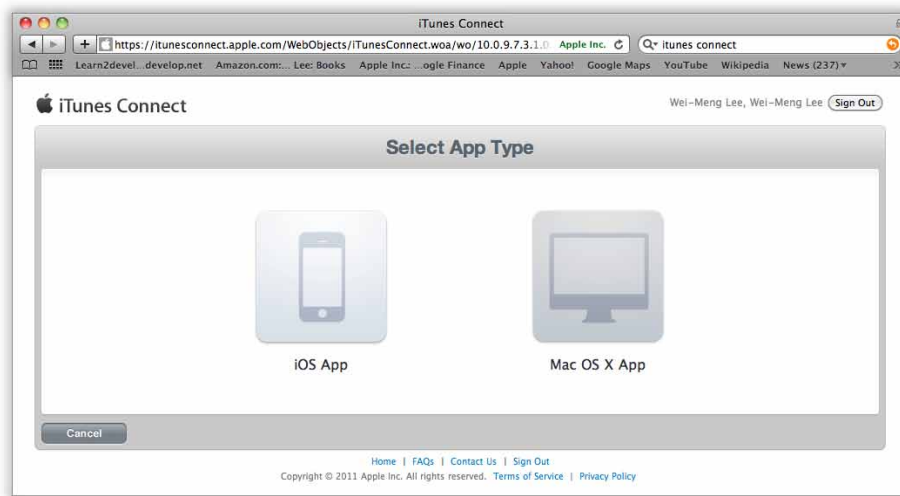 iTunes Connect
https://itunesconnect.apple.com/WebObjects/iTunesConnect.woa/wo/10.0.9.7.3.1.0 Apple Inc. itunes connect
Learn2devel...develop.net Amazon.com:... Lee: Books Apple Inc.: ...ogle Finance Apple Yahoo! Google Maps YouTube Wikipedia News (237)
iTunes Connect Wei-Meng Lee, Wei-Meng Lee Sign Out
Select App Type
iOS App Mac OS X App
Cancel
Home | FAQs | Contact Us | Sign Out
Copyright © 2011 Apple Inc. All rights reserved. Terms of Service | Privacy Policy